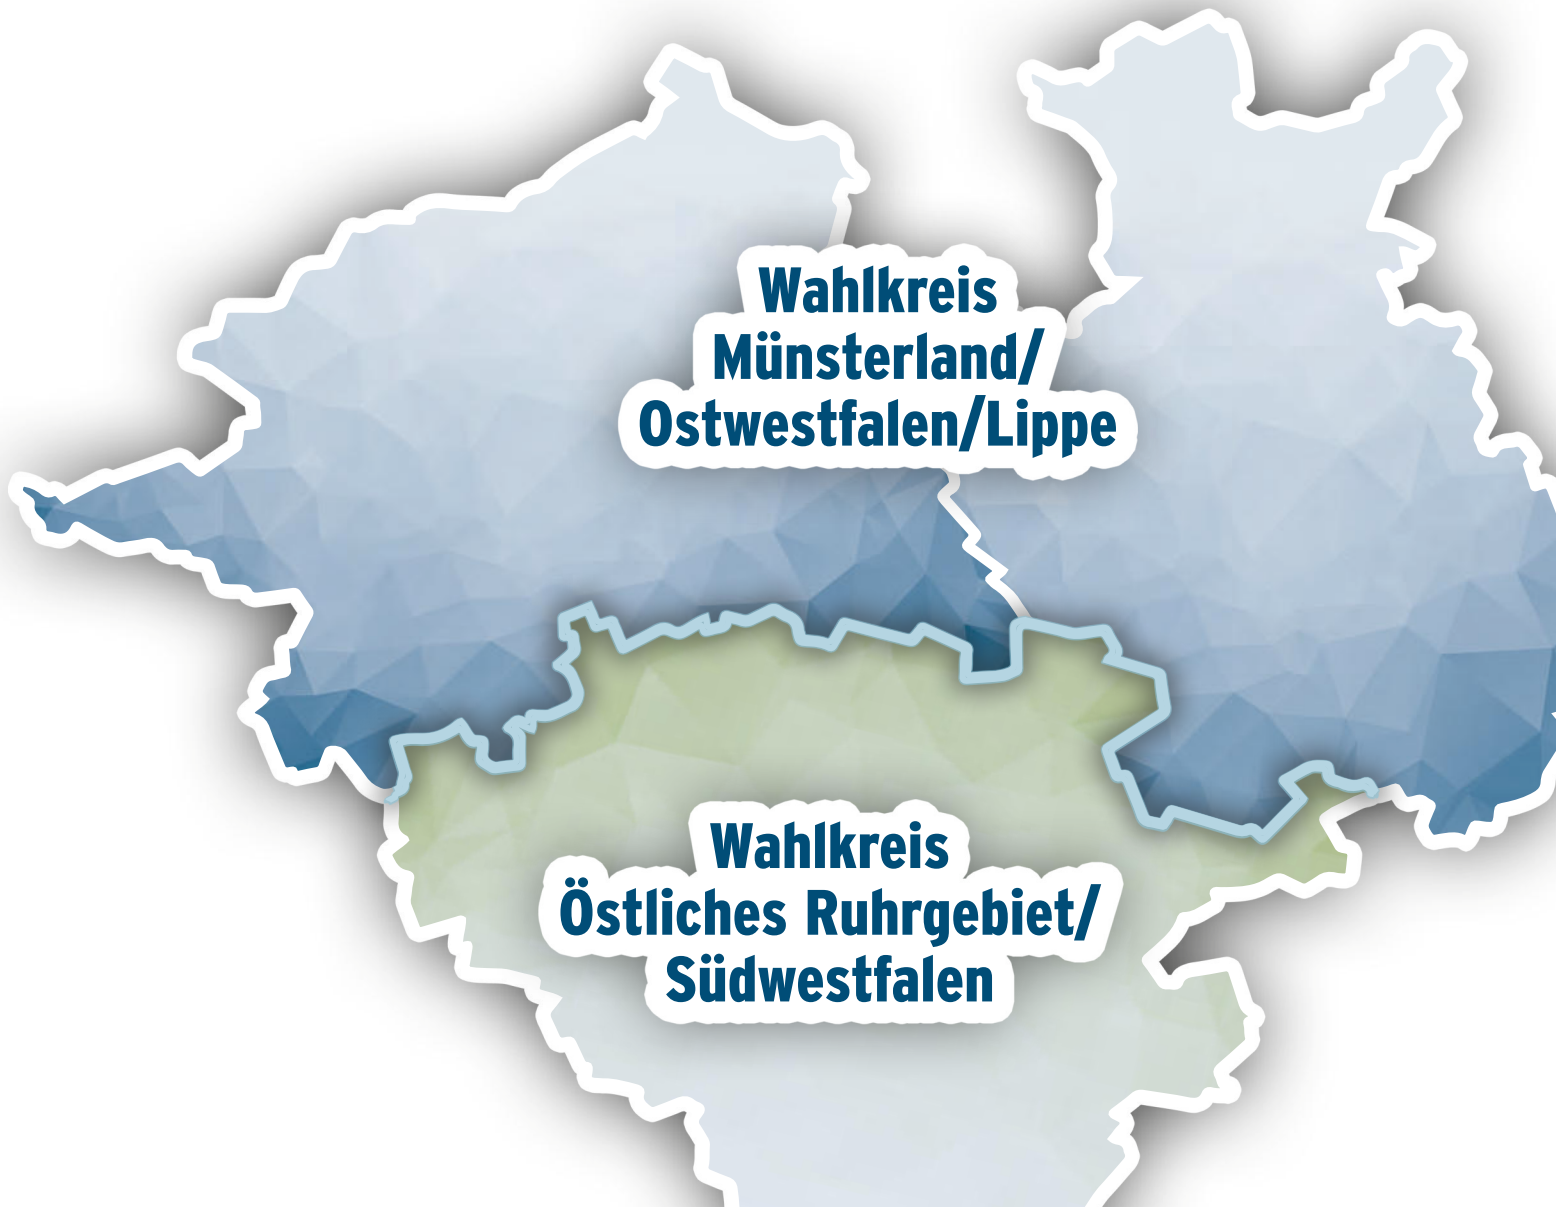 Wahlkreis
Münsterland/
Ostwestfalen/Lippe
Wahlkreis
Östliches Ruhrgebiet/
Südwestfalen